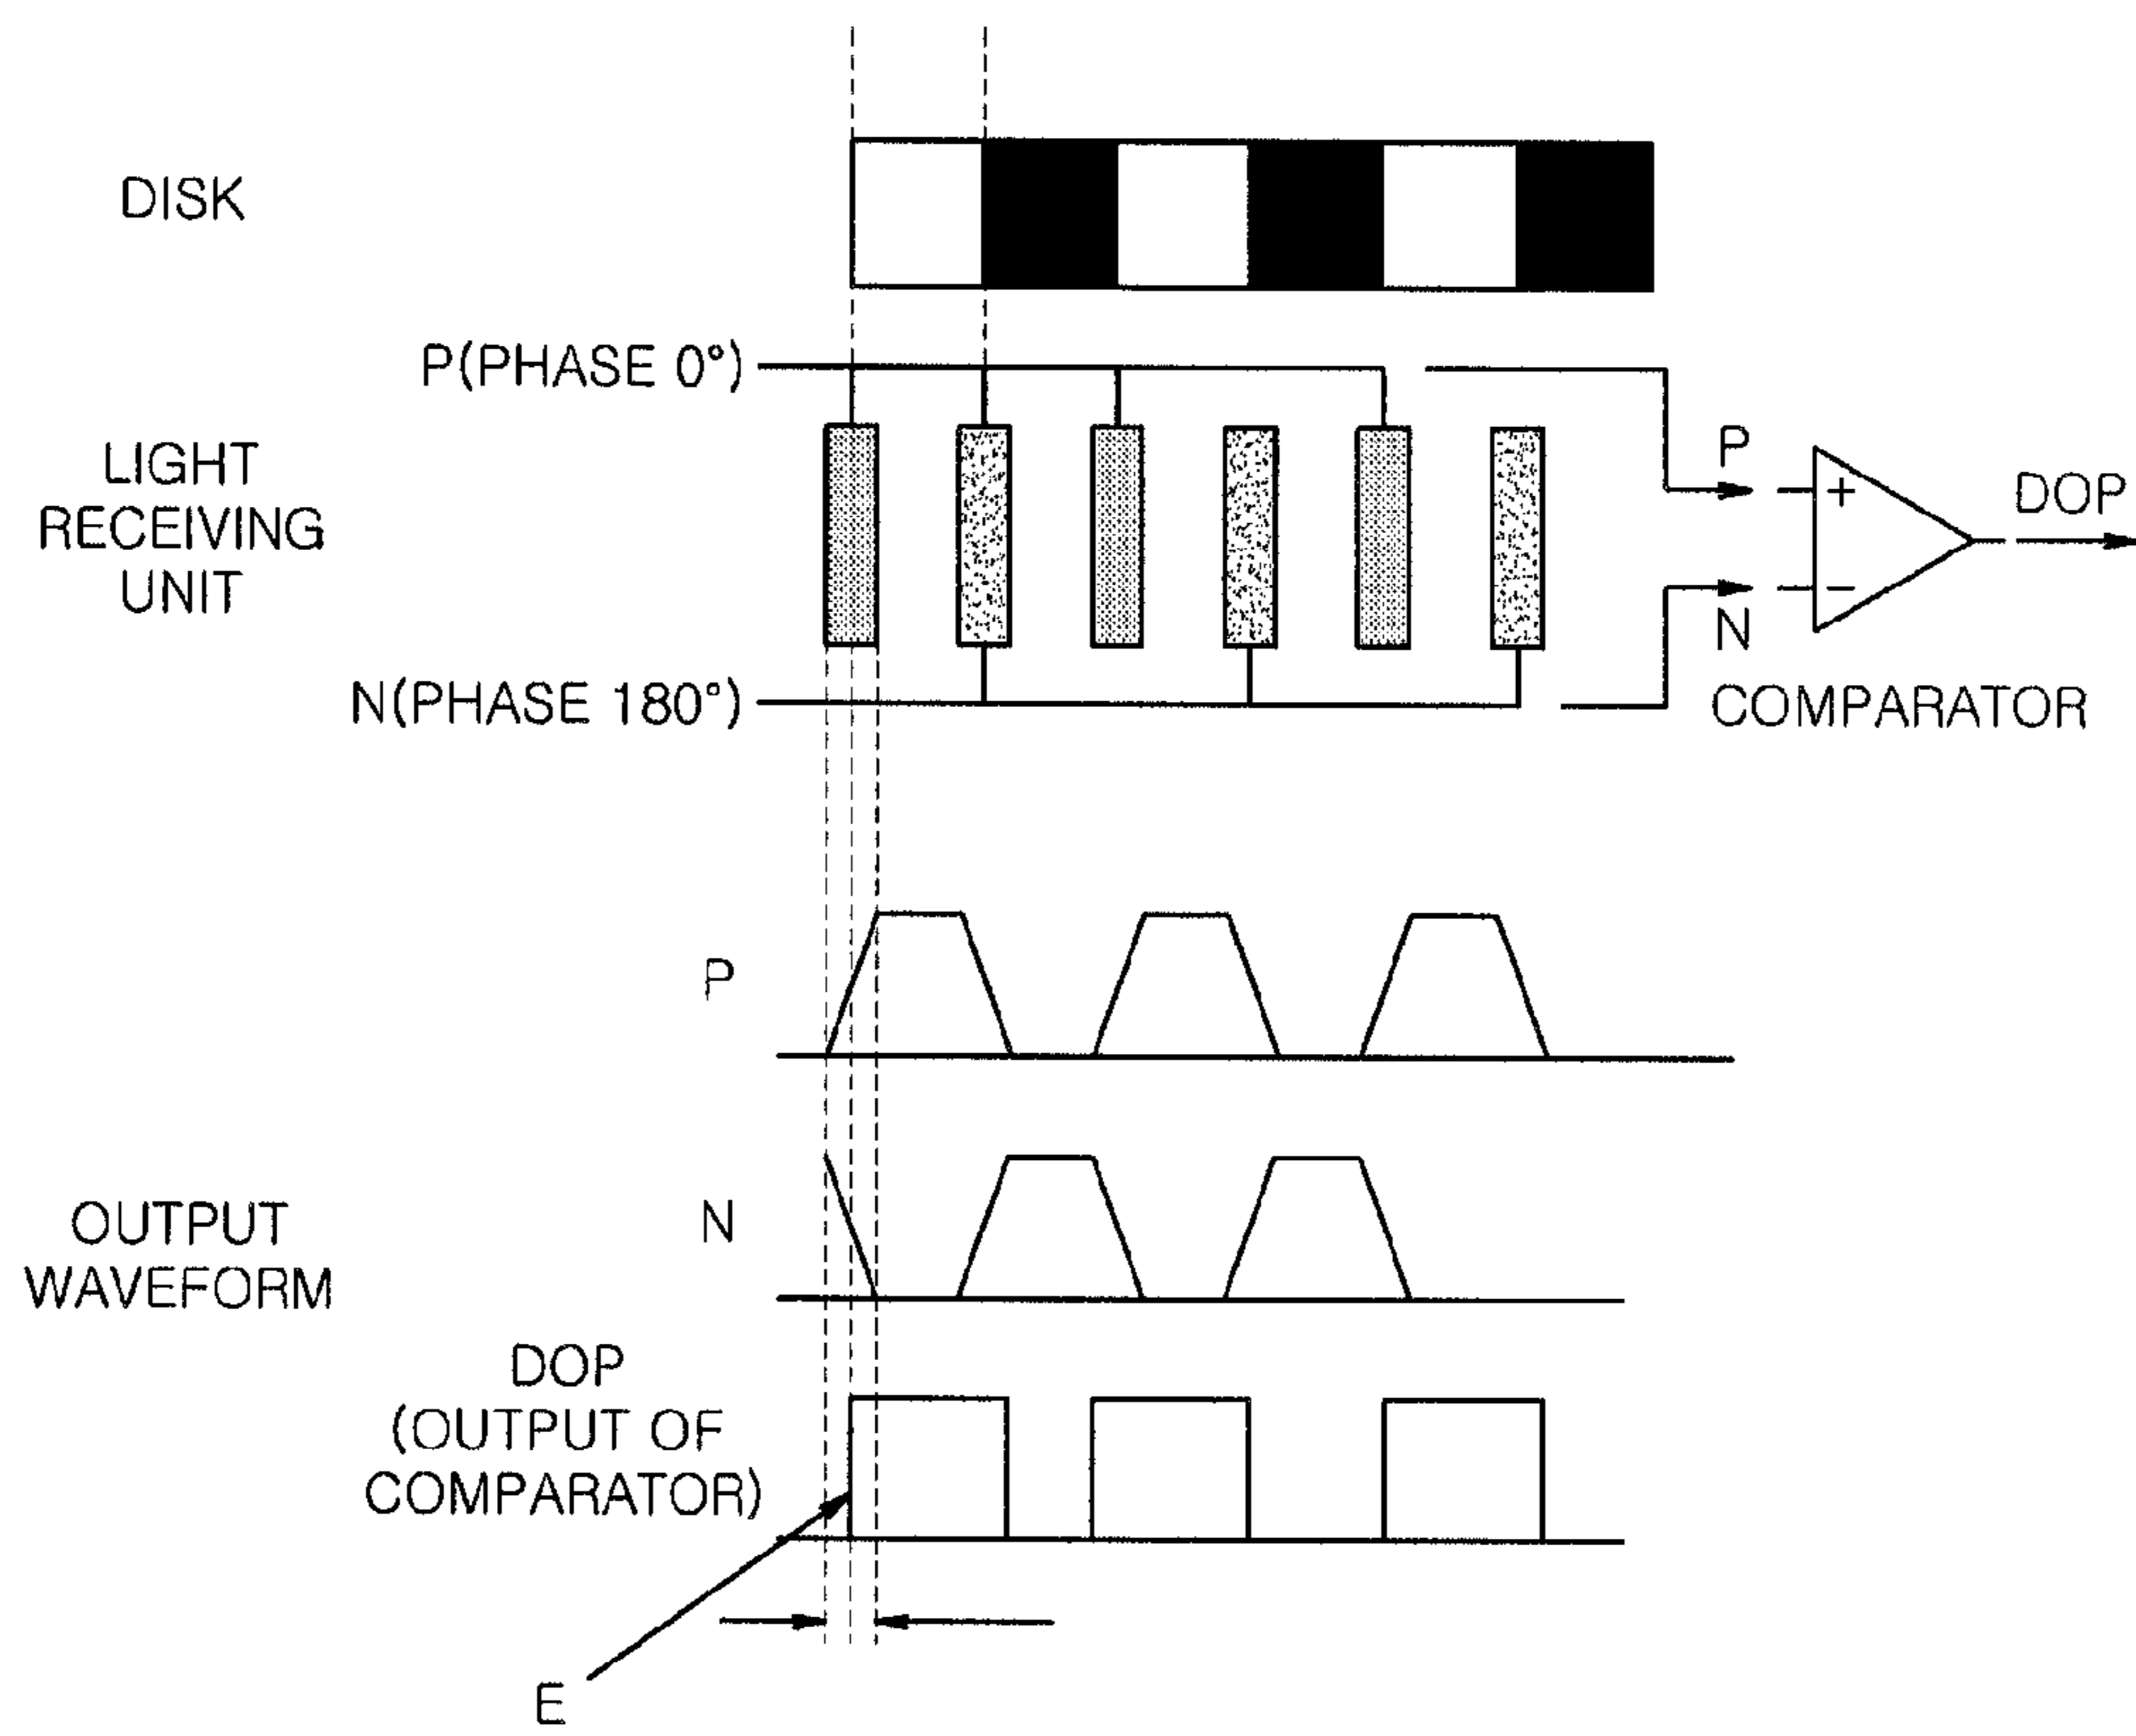 DISK
P(PHASE 0°)
LIGHT
RECEIVING
UNIT
P
+
DOP
−
N
N(PHASE 180°)
COMPARATOR
P
OUTPUT
WAVEFORM
N
DOP
(OUTPUT OF
COMPARATOR)
E